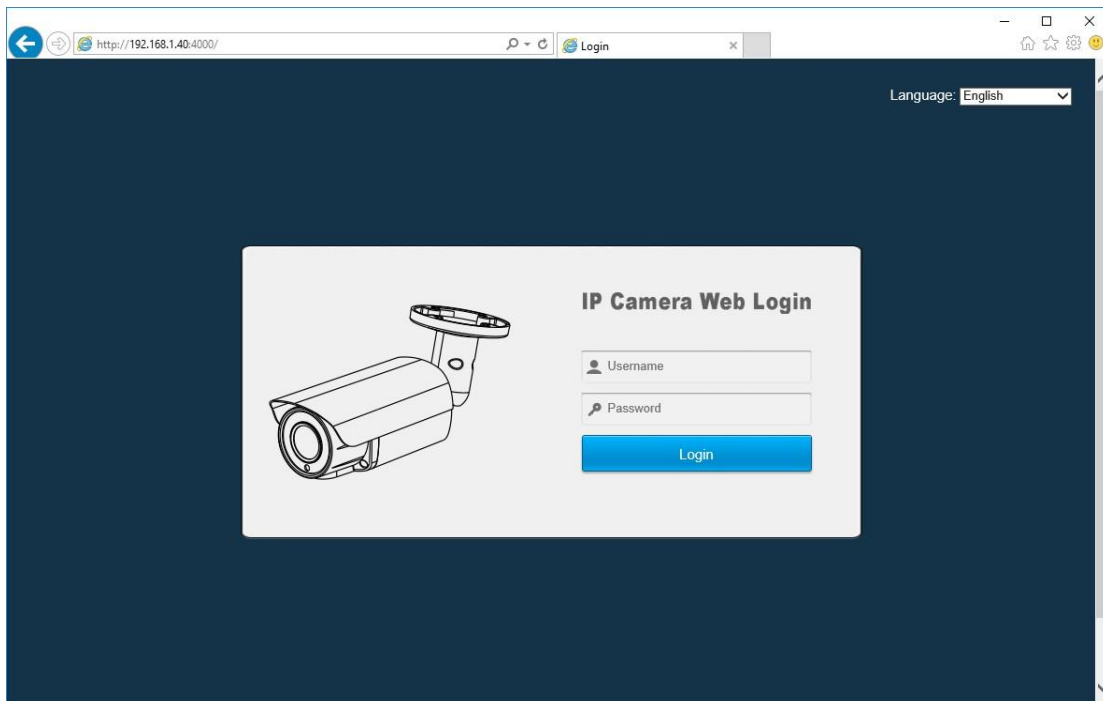 http://192.168.1.40:4000/
Login
Language: English
IP Camera Web Login
Username
Password
Login